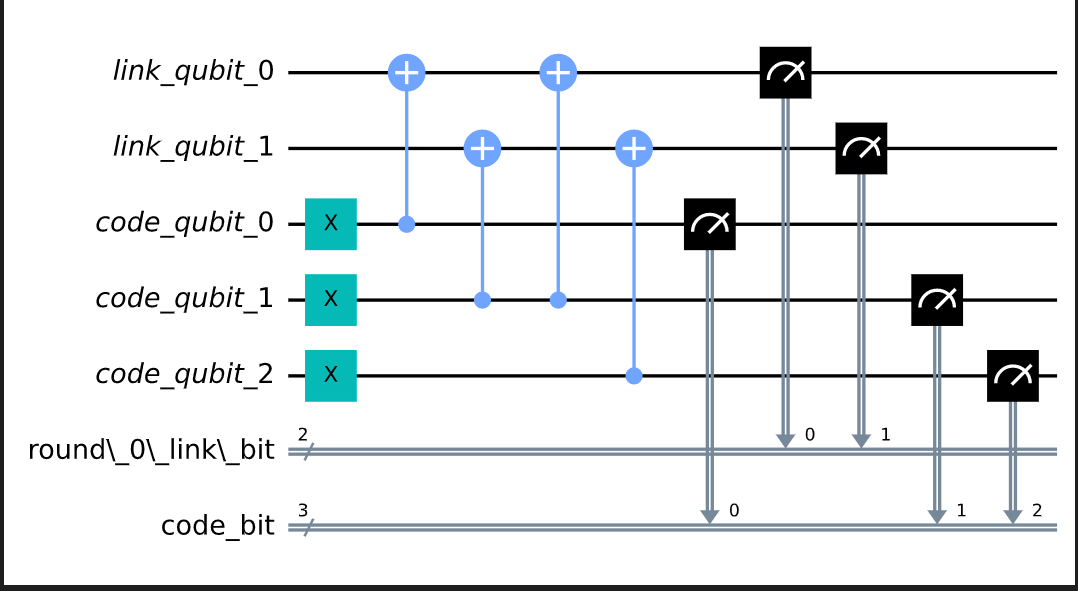 link_qubit_0
link_qubit_1
code_qubit_0 X
code_qubit_1 X
code_qubit_2 X
round\_0\_link\_bit 2 0 1
code_bit 3 0 1 2